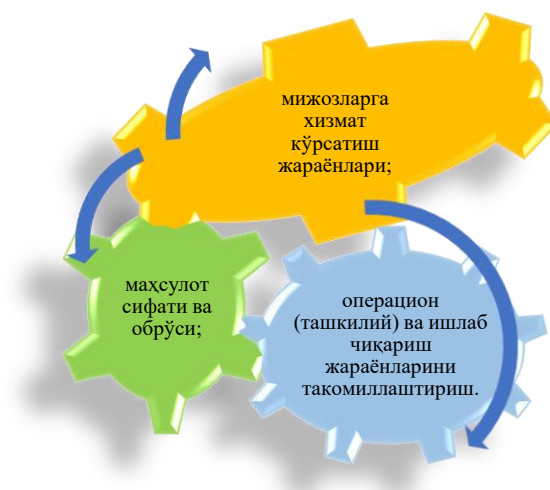 мижозларга
хизмат
кўрсатиш
жараёнлари;
маҳсулот
сифати ва
обрўси;
операцион
(ташкилий) ва ишлаб
чиқариш
жараёнларини
такомиллаштириш.